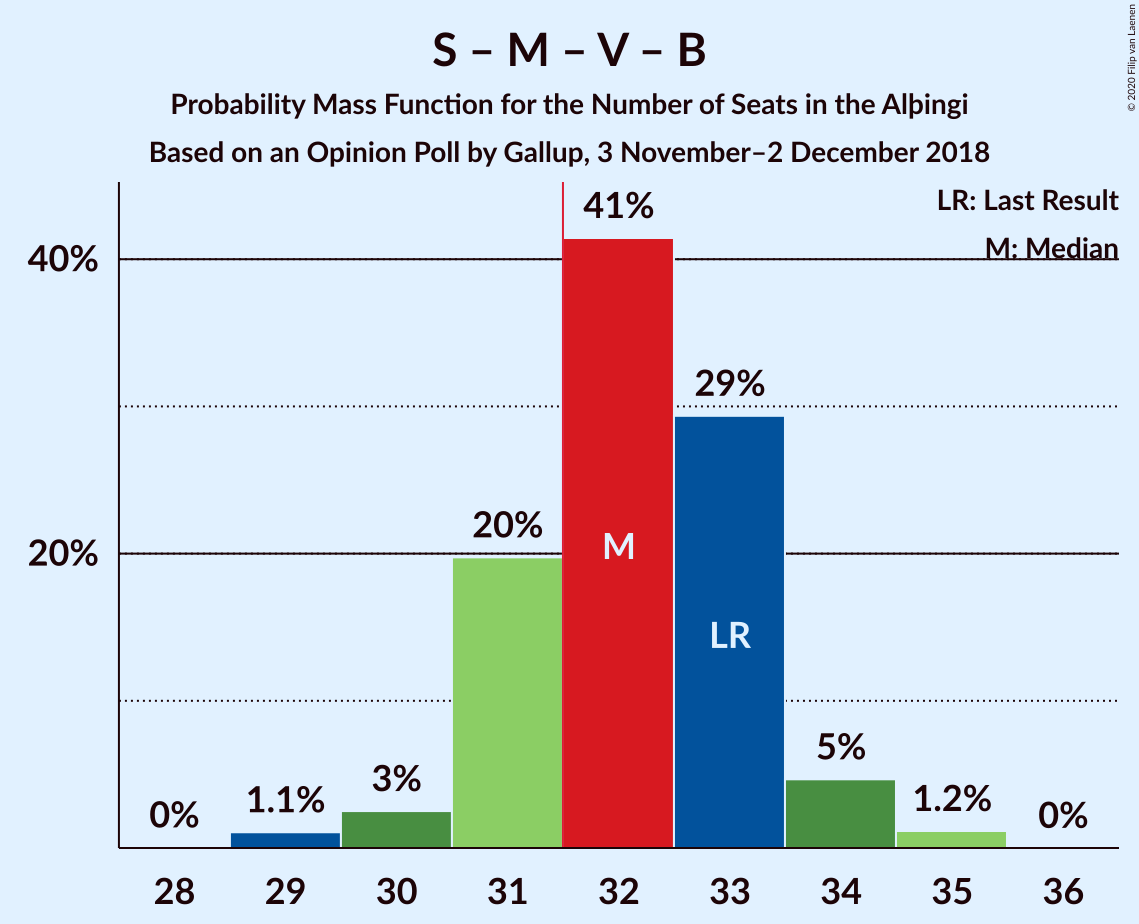 S – M – V – B
Probability Mass Function for the Number of Seats in the Alþingi
Based on an Opinion Poll by Gallup, 3 November–2 December 2018
© 2020 Filip van Laenen
LR: Last Result
M: Median
40%
20%
0%
1.1%
3%
20%
41%
29%
5%
1.2%
0%
M
LR
28 29 30 31 32 33 34 35 36